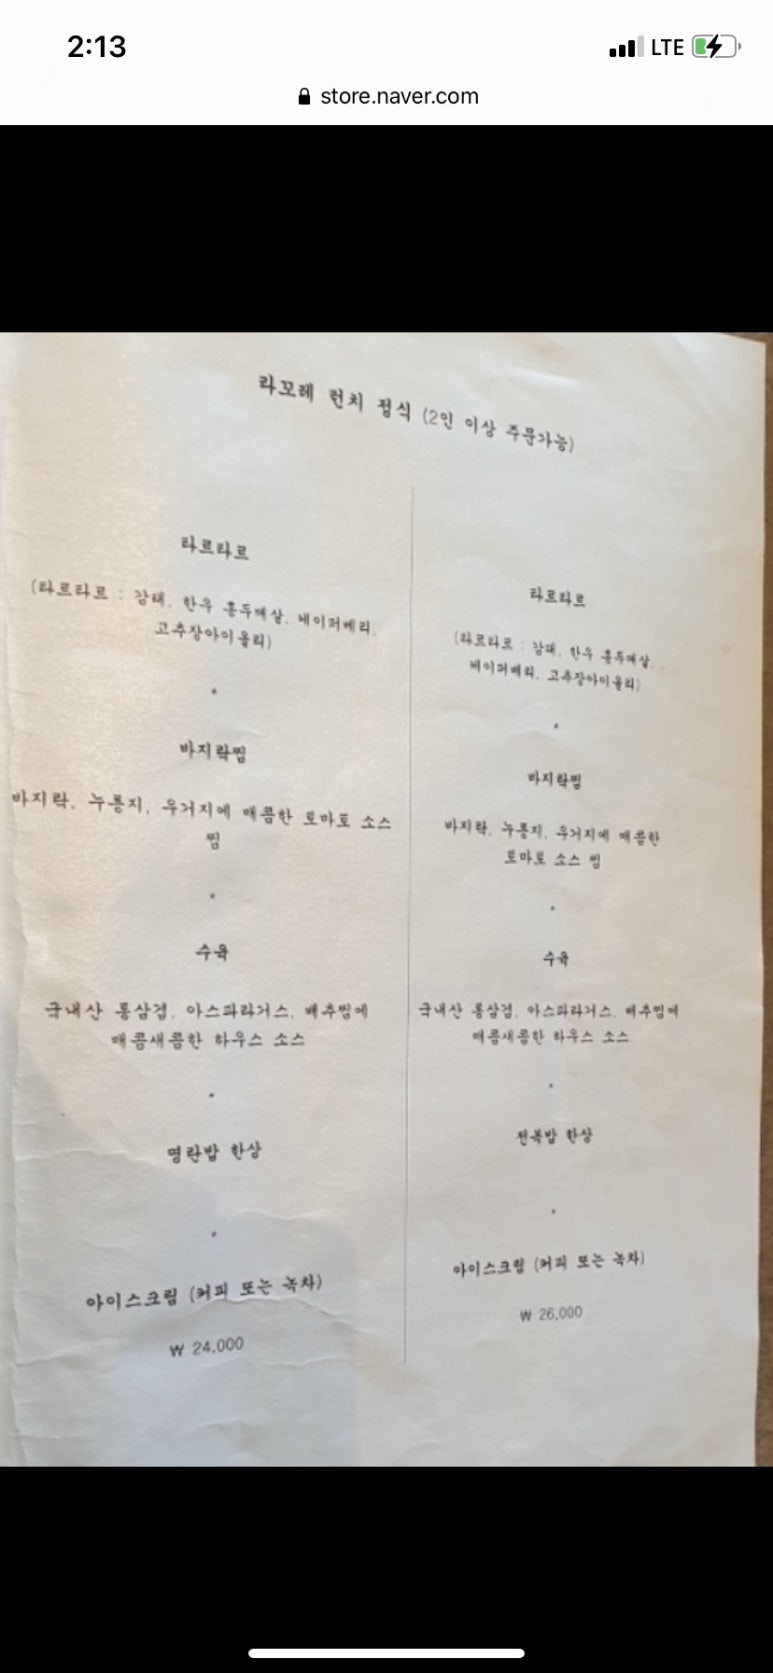 2:13
LTE
store.naver.com
라꼬레 런치 정식 (2인 이상 주문가능)
타르타르
(타르타르 : 감태, 한우 홍두깨살, 케이퍼베리,
고추장아이올리)
*
바지락찜
바지락, 누룽지, 우거지에 매콤한 토마토 소스
찜
*
수육
국내산 통삼겹, 아스파라거스, 배추찜에
매콤새콤한 하우스 소스
*
명란밥 한상
*
아이스크림 (커피 또는 녹차)
₩ 24,000
타르타르
(타르타르 : 감태, 한우 홍두깨살,
케이퍼베리, 고추장아이올리)
*
바지락찜
바지락, 누룽지, 우거지에 매콤한
토마토 소스 찜
*
수육
국내산 통삼겹, 아스파라거스, 배추찜에
매콤새콤한 하우스 소스
*
전복밥 한상
*
아이스크림 (커피 또는 녹차)
₩ 26,000